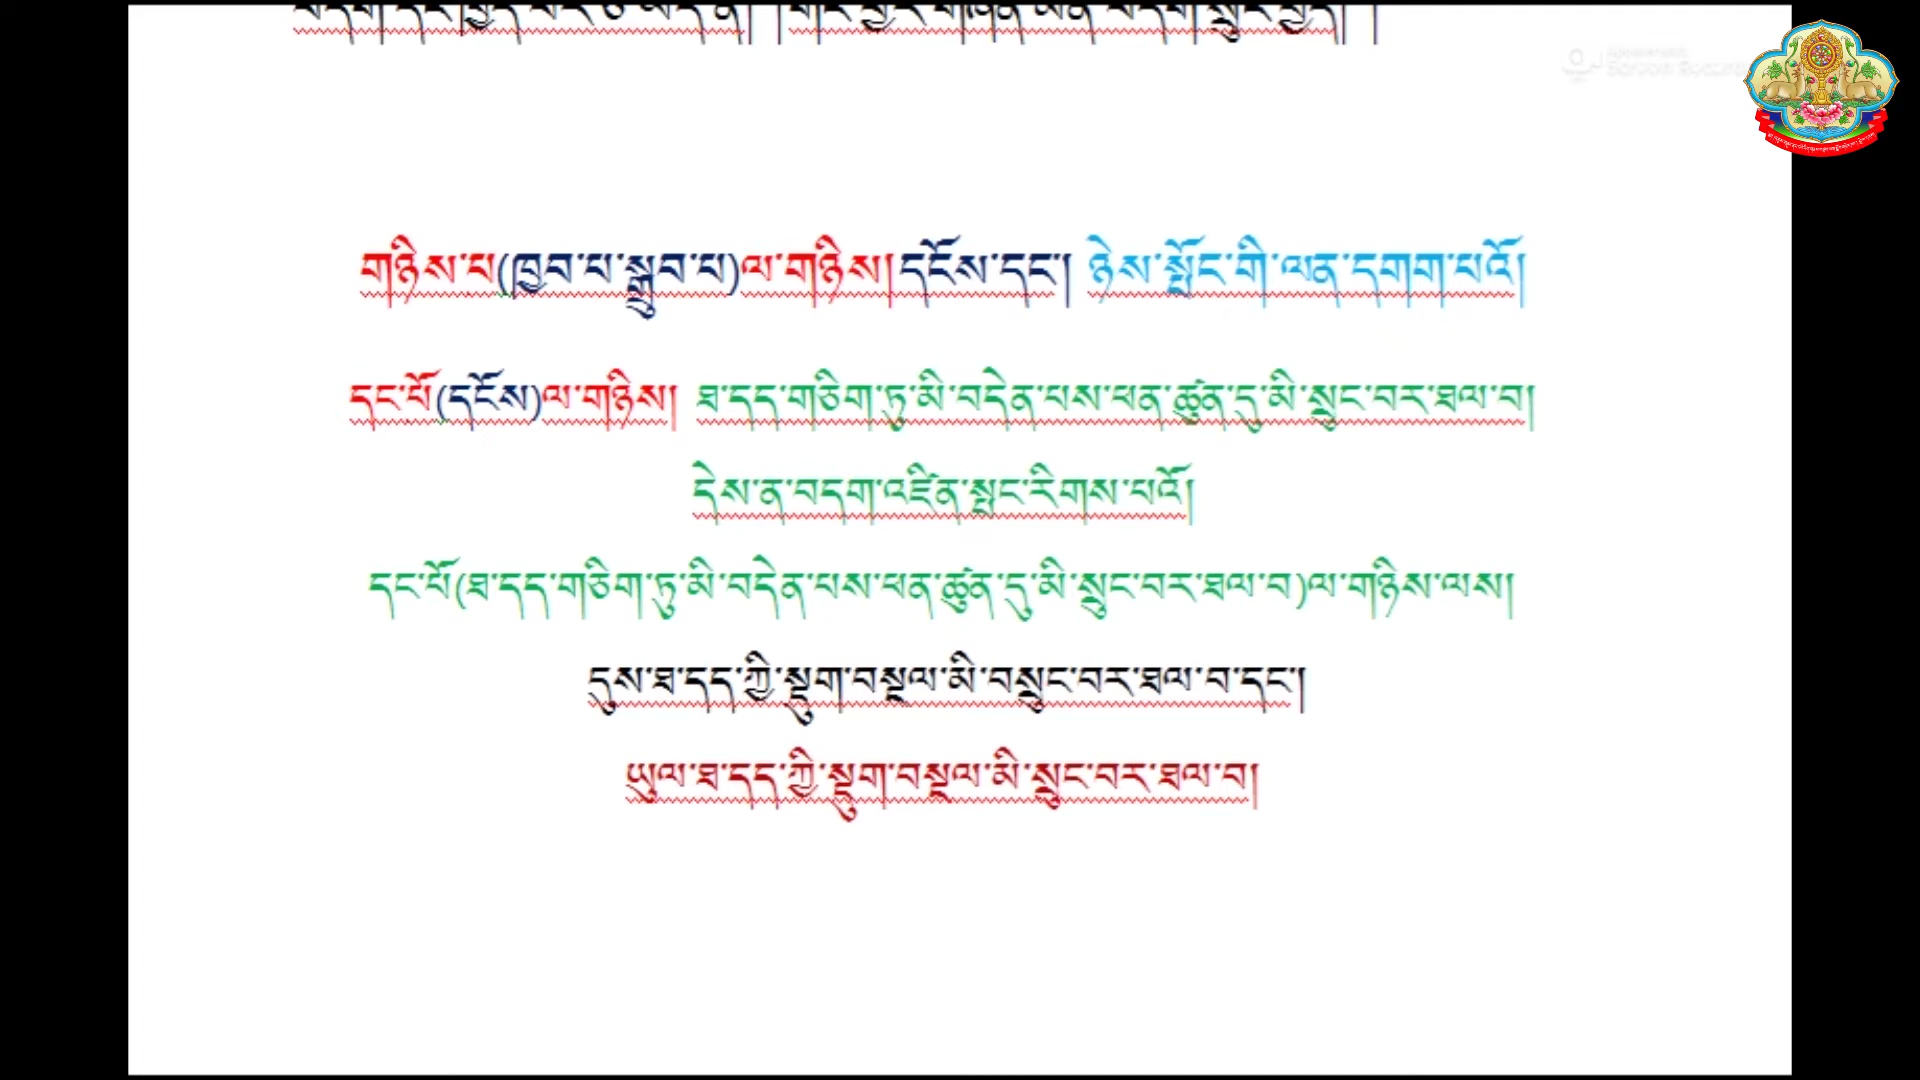 གཉིས་པ(ཁྱབ་པ་སྒྲུབ་པ)ལ་གཉིས།དངོས་དང་། ཉེས་སྤོང་གི་ལན་དགག་པའོ།
དང་པོ(དངོས)ལ་གཉིས། ཐ་དད་གཅིག་ཏུ་མི་བདེན་པས་ཕན་ཚུན་དུ་མི་སྲུང་བར་ཐལ་བ།
དེས་ན་བདག་འཛིན་སྤང་རིགས་པའོ།
དང་པོ(ཐ་དད་གཅིག་ཏུ་མི་བདེན་པས་ཕན་ཚུན་དུ་མི་སྲུང་བར་ཐལ་བ)ལ་གཉིས་ལས།
དུས་ཐ་དད་ཀྱི་སྡུག་བསྔལ་མི་བསྲུང་བར་ཐལ་བ་དང་།
ཡུལ་ཐ་དད་ཀྱི་སྡུག་བསྔལ་མི་སྲུང་བར་ཐལ་བ།